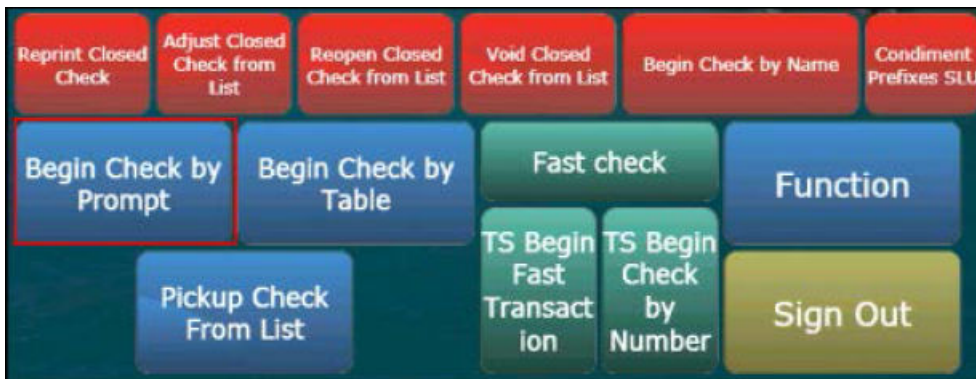 Reprint Closed
Check
Adjust Closed
Check from
List
Reopen Closed
Check from List
Void Closed
Check from List
Begin Check by Name
Condiment
Prefixes SLU
Begin Check by
Prompt
Begin Check by
Table
Fast check
Function
TS Begin
Fast
Transact
ion
TS Begin
Check
by
Number
Pickup Check
From List
Sign Out